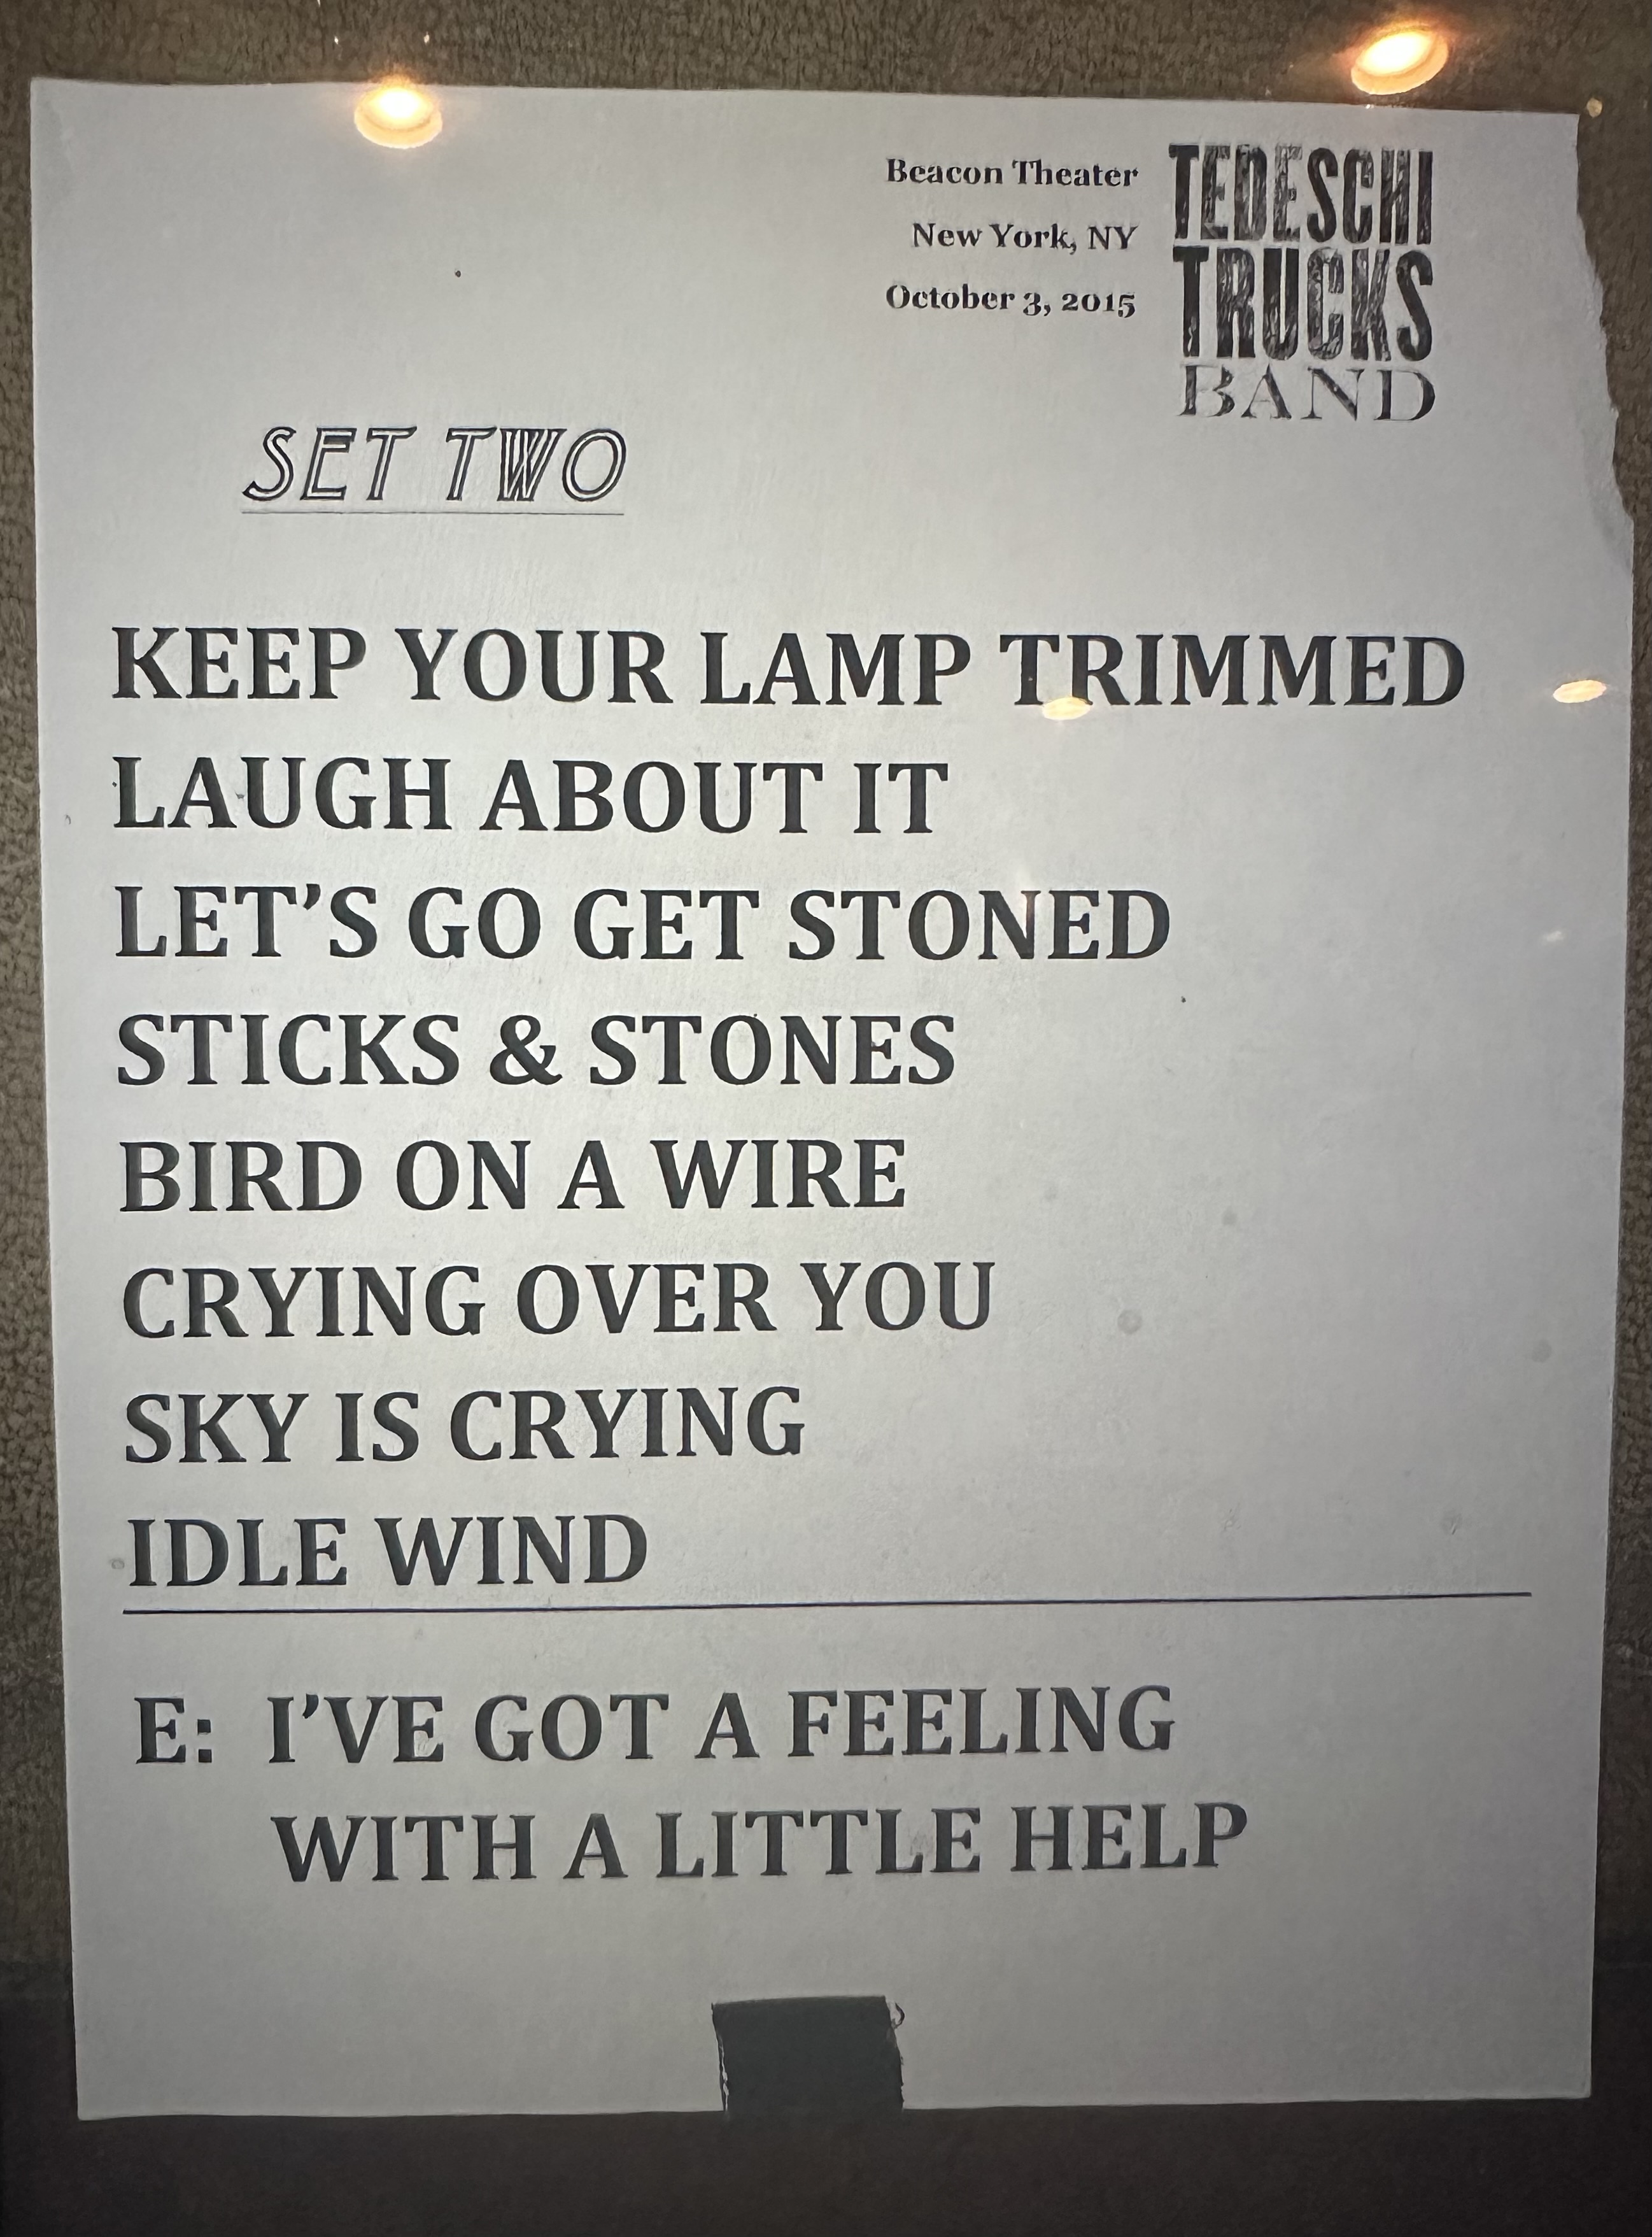 Beacon Theater
New York, NY
October 3, 2015
TEDESCHI
TRUCKS
BAND
SET TWO
KEEP YOUR LAMP TRIMMED
LAUGH ABOUT IT
LET’S GO GET STONED
STICKS & STONES
BIRD ON A WIRE
CRYING OVER YOU
SKY IS CRYING
IDLE WIND
E: I’VE GOT A FEELING
WITH A LITTLE HELP